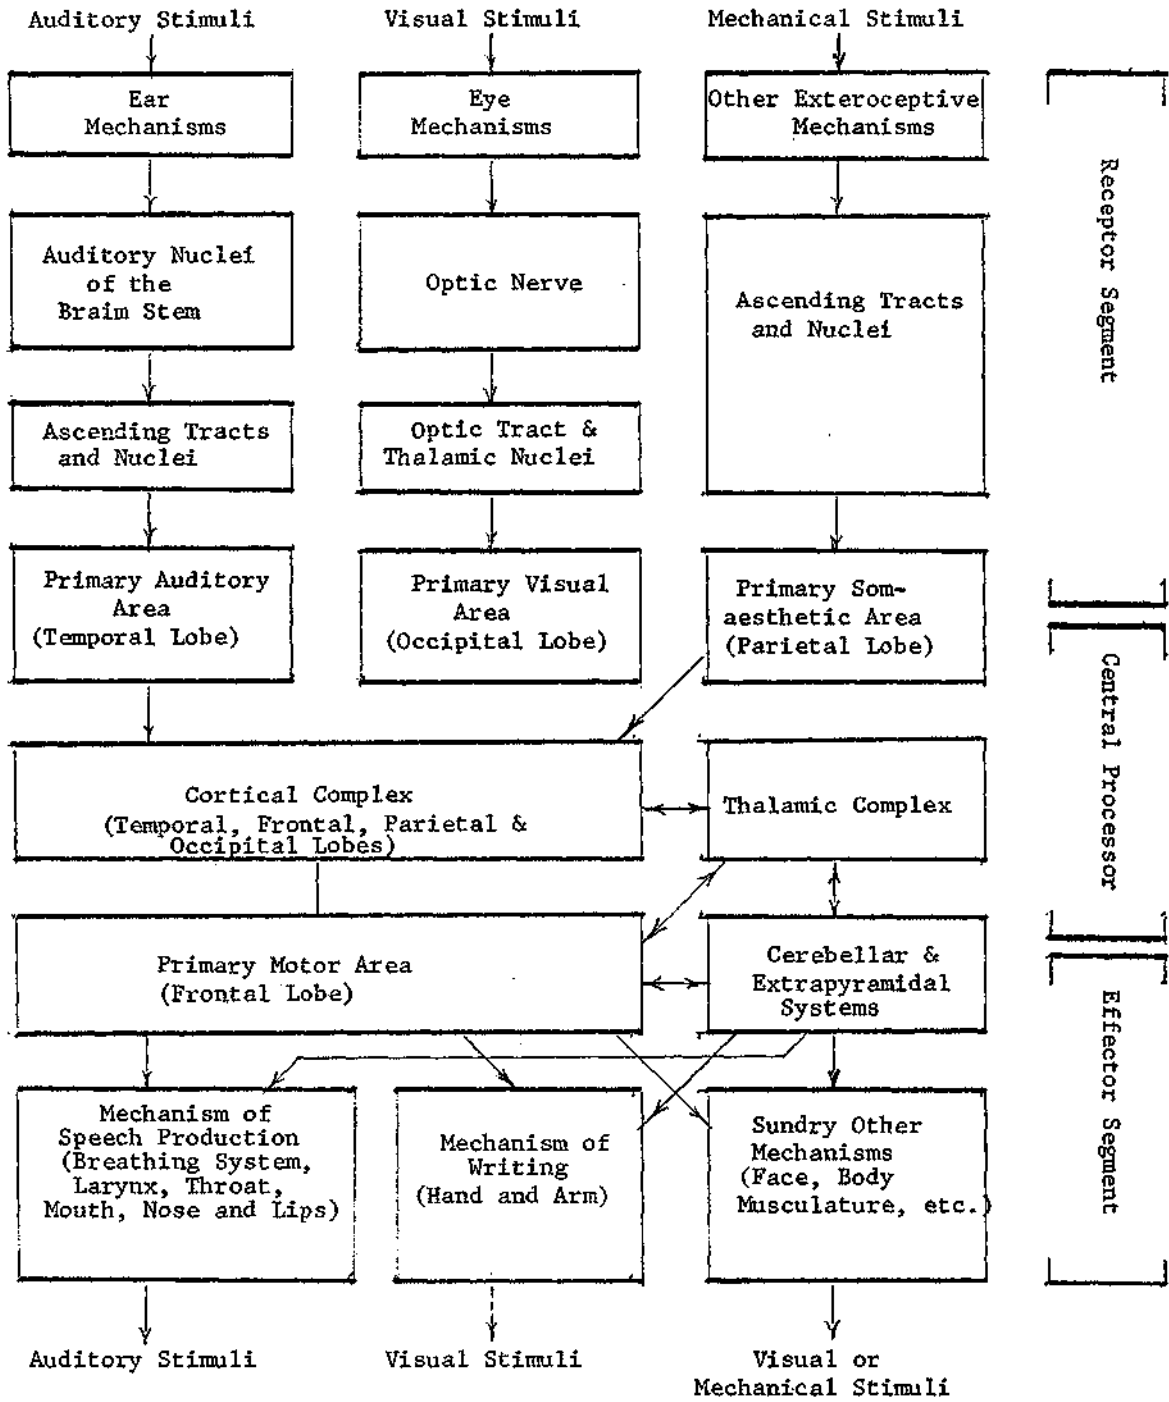 Auditory Stimuli
Visual Stimuli
Mechanical Stimuli
Ear
Mechanisms
Eye
Mechanisms
Other Exteroceptive
Mechanisms
Auditory Nuclei
of the
Braim Stem
Optic Nerve
Ascending Tracts
and Nuclei
Ascending Tracts
and Nuclei
Optic Tract &
Thalamic Nuclei
Primary Auditory
Area
(Temporal Lobe)
Primary Visual
Area
(Occipital Lobe)
Primary Som-
aesthetic Area
(Parietal Lobe)
Receptor Segment
Cortical Complex
(Temporal, Frontal, Parietal &
Occipital Lobes)
Thalamic Complex
Central Processor
Primary Motor Area
(Frontal Lobe)
Cerebellar &
Extrapyramidal
Systems
Mechanism of
Speech Production
(Breathing System,
Larynx, Throat,
Mouth, Nose and Lips)
Mechanism of
Writing
(Hand and Arm)
Sundry Other
Mechanisms
(Face, Body
Musculature, etc.)
Effector Segment
Auditory Stimuli
Visual Stimuli
Visual or
Mechanical Stimuli